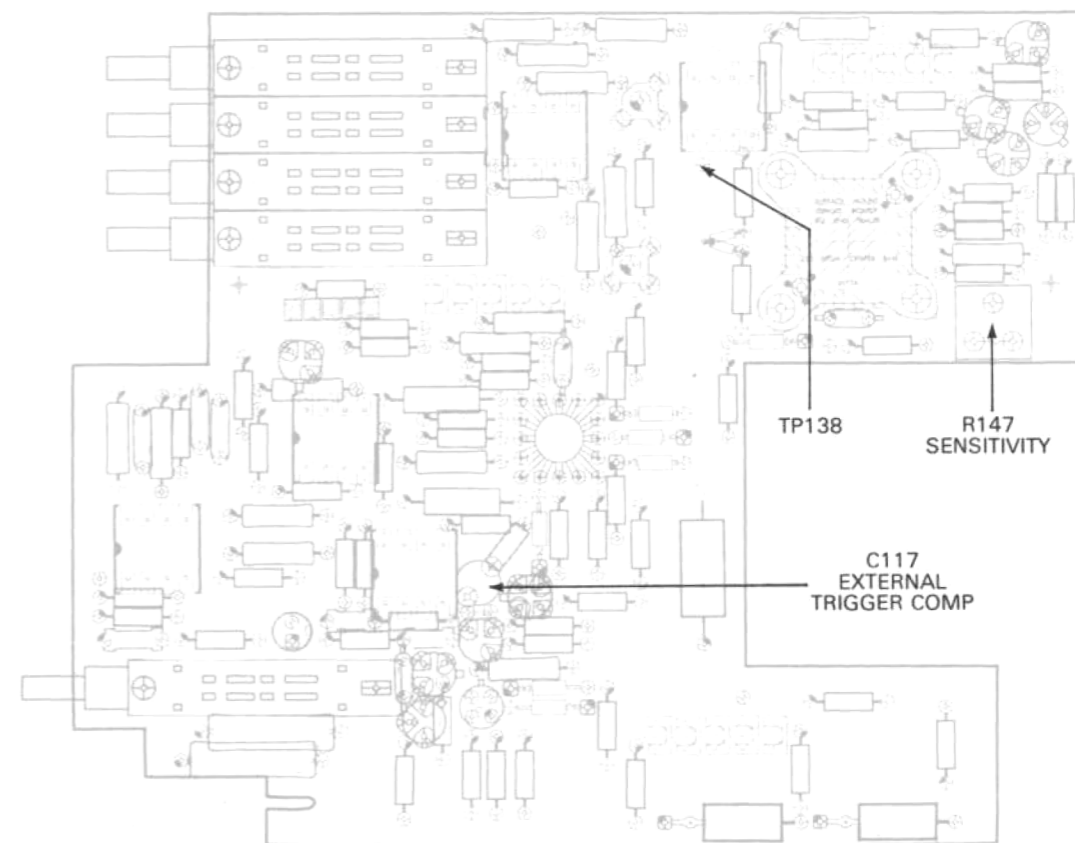 TP138
R147
SENSITIVITY
C117
EXTERNAL
TRIGGER COMP